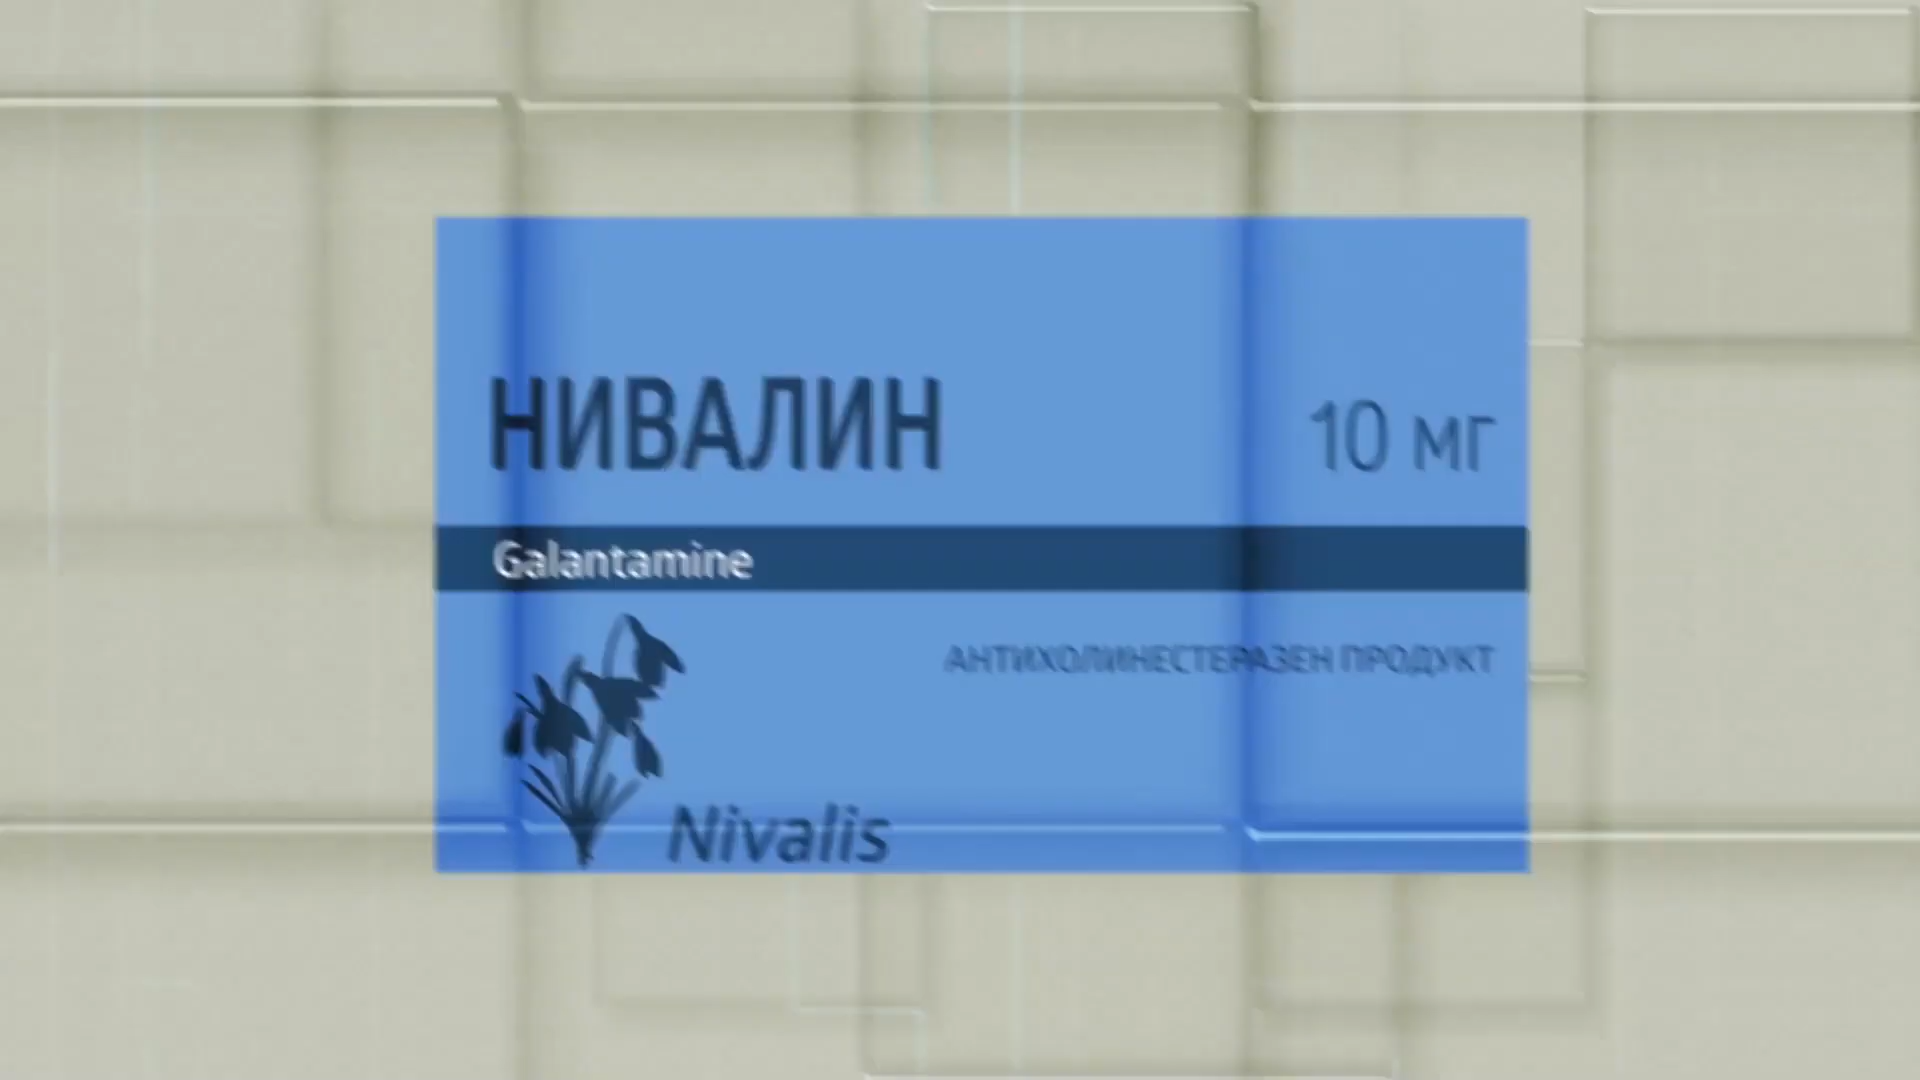 НИВАЛИН
10 мг
Galantamine
АНТИХОЛИНЕСТЕРАЗЕН ПРОДУКТ
Nivalis